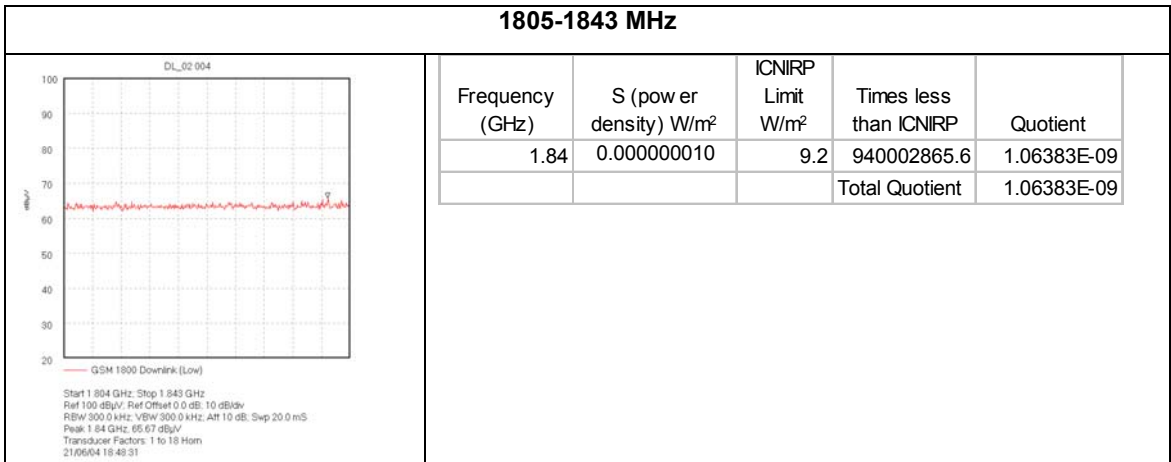 1805-1843 MHz
DL_02 004
100
90
80
70
60
50
40
30
20
dBµV
GSM 1800 Downlink (Low)
Start 1.804 GHz; Stop 1.843 GHz
Ref 100 dBµV; Ref Offset 0.0 dB; 10 dB/div
RBW 300.0 kHz; VBW 300.0 kHz; Att 10 dB; Swp 20.0 mS
Peak 1.84 GHz, 65.67 dBµV
Transducer Factors: 1 to 18 Horn
21/06/04 18:48:31
Frequency (GHz) S (pow er density) W/m² ICNIRP Limit W/m² Times less than ICNIRP Quotient
1.84 0.000000010 9.2 940002865.6 1.06383E-09
Total Quotient 1.06383E-09